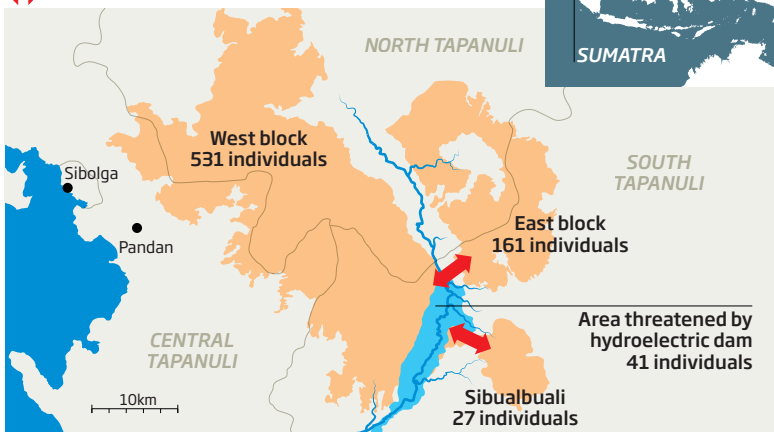 NORTH TAPANULI
SUMATRA
West block
531 individuals
Sibolga
SOUTH
TAPANULI
East block
161 individuals
Pandan
Area threatened by
hydroelectric dam
41 individuals
CENTRAL
TAPANULI
10km
Sibualbuali
27 individuals